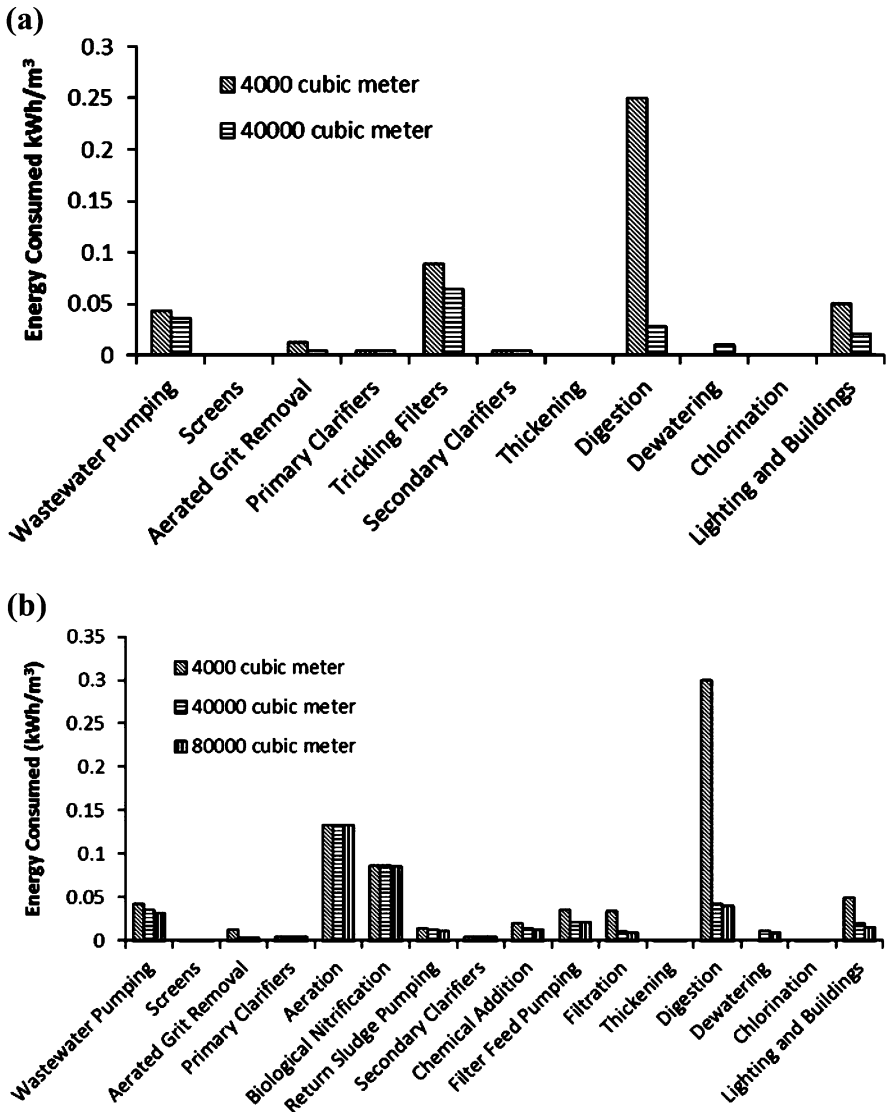 (a)
Energy Consumed kWh/m³
0.3
0.25
0.2
0.15
0.1
0.05
0
4000 cubic meter
40000 cubic meter
Wastewater Pumping
Screens
Aerated Grit Removal
Primary Clarifiers
Trickling Filters
Secondary Clarifiers
Thickening
Digestion
Dewatering
Chlorination
Lighting and Buildings
(b)
Energy Consumed (kWh/m³)
0.35
0.3
0.25
0.2
0.15
0.1
0.05
0
4000 cubic meter
40000 cubic meter
80000 cubic meter
Wastewater Pumping
Screens
Aerated Grit Removal
Primary Clarifiers
Aeration
Biological Nitrification
Return Sludge Pumping
Secondary Clarifiers
Chemical Addition
Filter Feed Pumping
Filtration
Thickening
Digestion
Dewatering
Chlorination
Lighting and Buildings